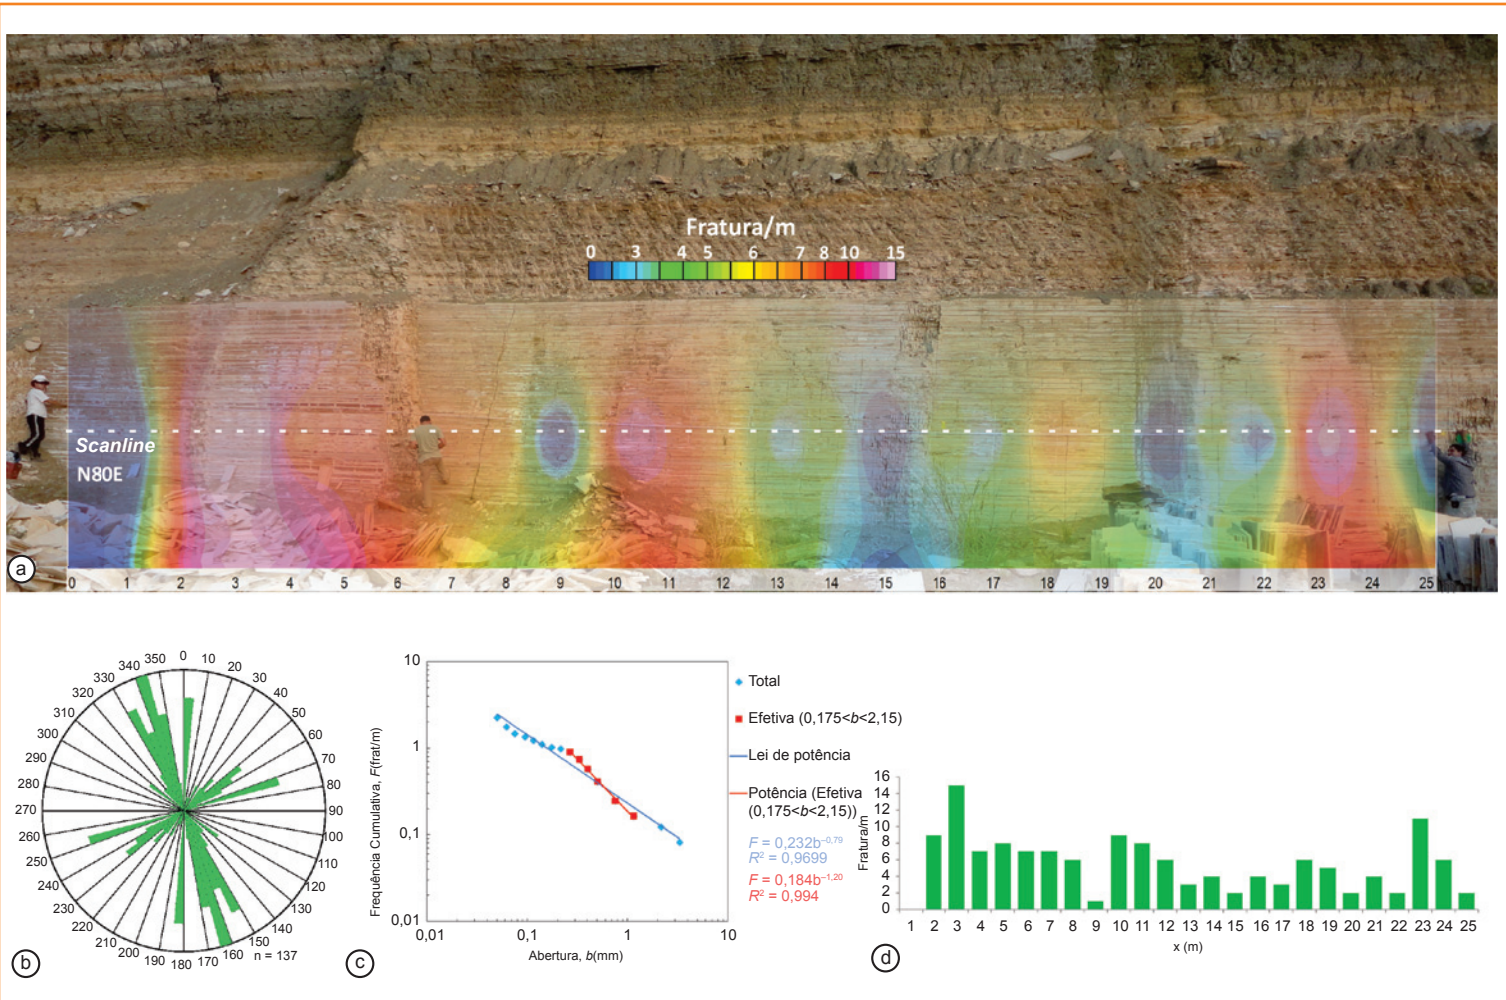 Fratura/m
0 3 4 5 6 7 8 10 15
Scanline
N80E
a
0 1 2 3 4 5 6 7 8 9 10 11 12 13 14 15 16 17 18 19 20 21 22 23 24 25
0
10
20
30
40
50
60
70
80
90
100
110
120
130
140
150
160
170
180
190
200
210
220
230
240
250
260
270
280
290
300
310
320
330
340
350
n = 137
b
Frequência Cumulativa, F(frat/m)
10
1
0,1
0,01
0,01 0,1 1 10
Abertura, b(mm)
Total
Efetiva (0,175<b<2,15)
Lei de potência
Potência (Efetiva
(0,175<b<2,15))
F = 0,232b⁻⁰,⁷⁹
R² = 0,9699
F = 0,184b⁻¹,²⁰
R² = 0,994
c
Fratura/m
16
14
12
10
8
6
4
2
0
1 2 3 4 5 6 7 8 9 10 11 12 13 14 15 16 17 18 19 20 21 22 23 24 25
x (m)
d